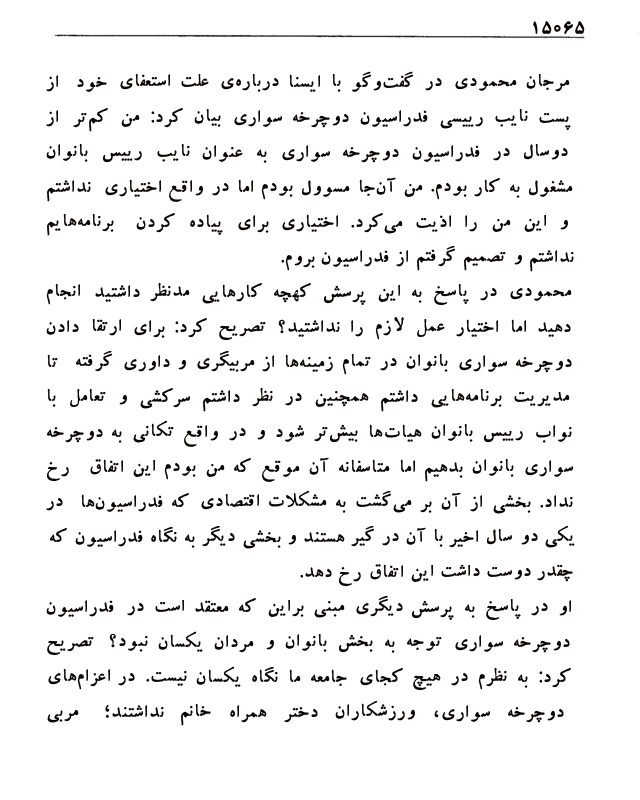 ۱۵۰۶۵
مرجان محمودی در گفت‌وگو با ایسنا درباره‌ی علت استعفای خود از
پست نایب رییسی فدراسیون دوچرخه سواری بیان کرد: من کم‌تر از
دوسال در فدراسیون دوچرخه سواری به عنوان نایب رییس بانوان
مشغول به کار بودم. من آن‌جا مسوول بودم اما در واقع اختیاری نداشتم
و این من را اذیت می‌کرد. اختیاری برای پیاده کردن برنامه‌هایم
نداشتم و تصمیم گرفتم از فدراسیون بروم.
محمودی در پاسخ به این پرسش کهچه کارهایی مدنظر داشتید انجام
دهید اما اختیار عمل لازم را نداشتید؟ تصریح کرد: برای ارتقا دادن
دوچرخه سواری بانوان در تمام زمینه‌ها از مربیگری و داوری گرفته تا
مدیریت برنامه‌هایی داشتم همچنین در نظر داشتم سرکشی و تعامل با
نواب رییس بانوان هیات‌ها بیش‌تر شود و در واقع تکانی به دوچرخه
سواری بانوان بدهیم اما متاسفانه آن موقع که من بودم این اتفاق رخ
نداد. بخشی از آن بر می‌گشت به مشکلات اقتصادی که فدراسیون‌ها در
یکی دو سال اخیر با آن در گیر هستند و بخشی دیگر به نگاه فدراسیون که
چقدر دوست داشت این اتفاق رخ دهد.
او در پاسخ به پرسش دیگری مبنی براین که معتقد است در فدراسیون
دوچرخه سواری توجه به بخش بانوان و مردان یکسان نبود؟ تصریح
کرد: به نظرم در هیچ کجای جامعه ما نگاه یکسان نیست. در اعزام‌های
دوچرخه سواری، ورزشکاران دختر همراه خانم نداشتند؛ مربی